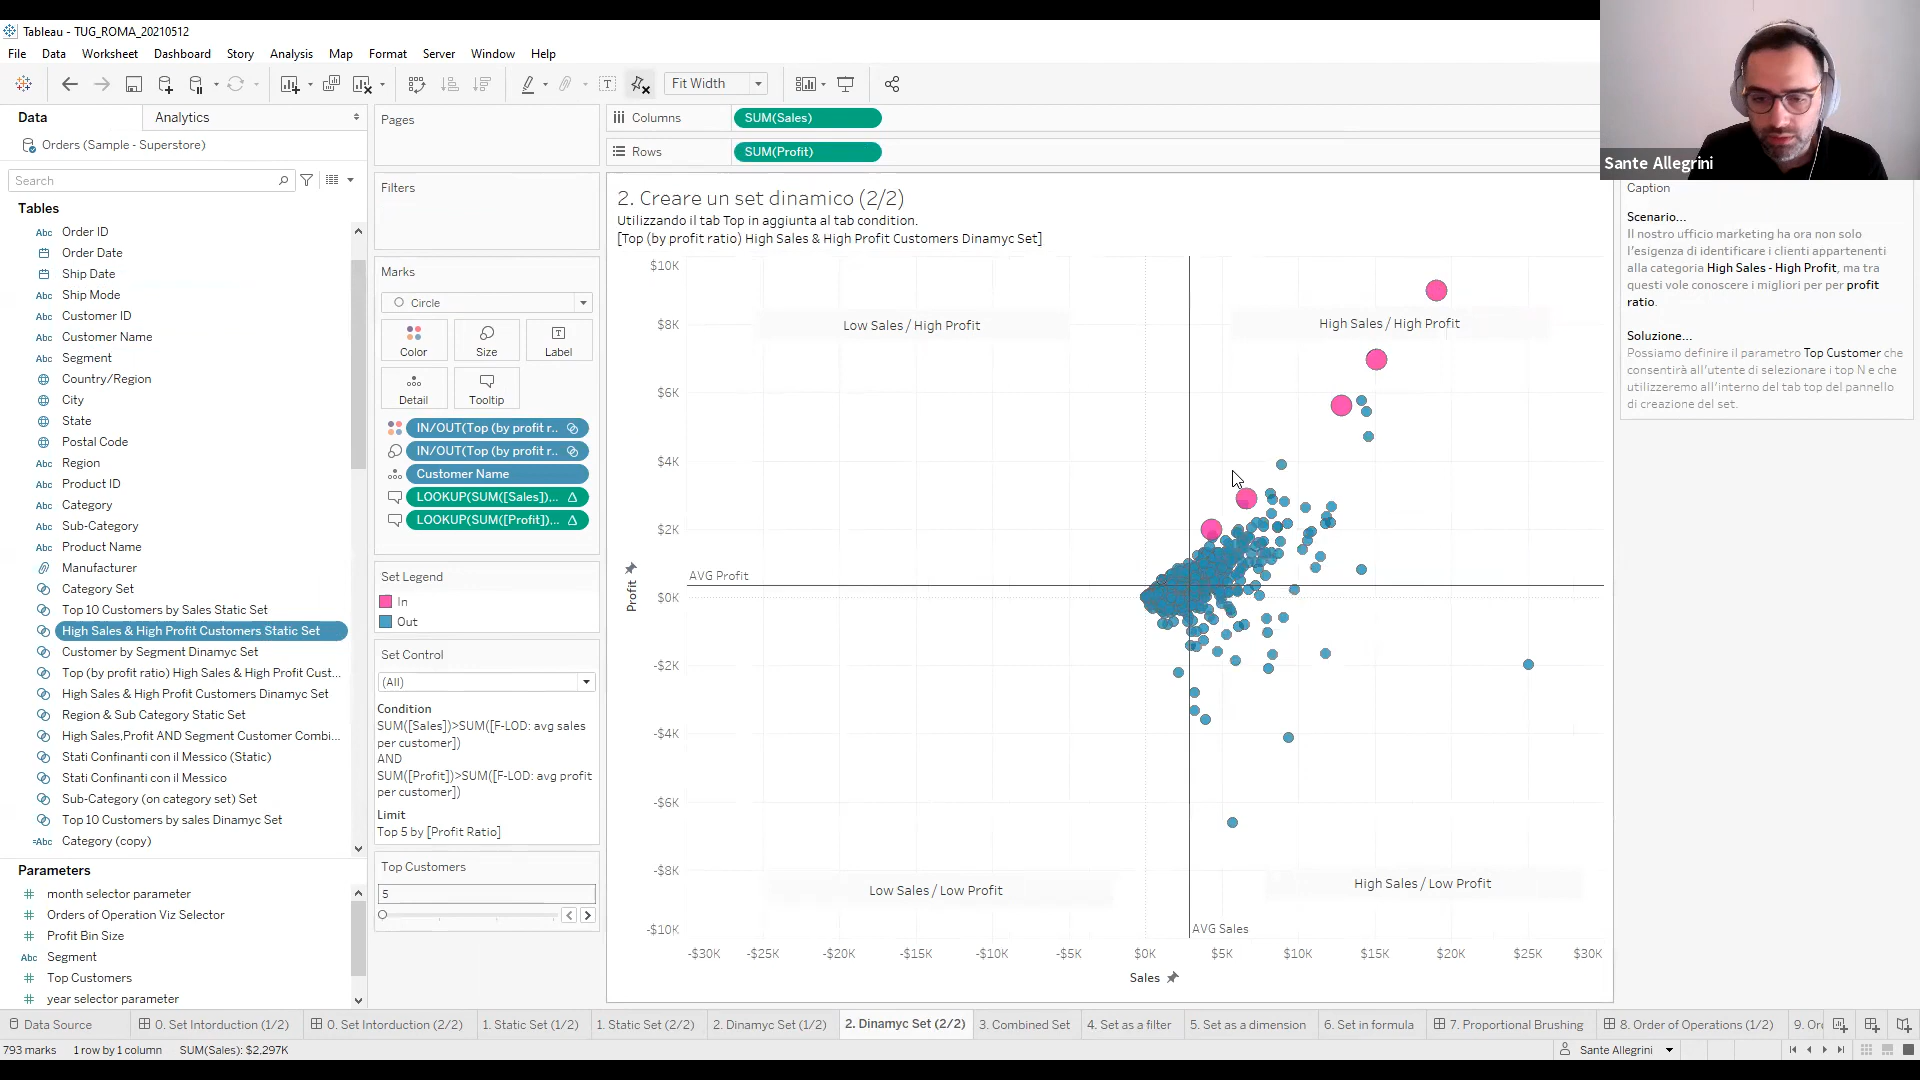 Tableau - TUG_ROMA_20210512
File Data Worksheet Dashboard Story Analysis Map Format Server Window Help
Fit Width
Data Analytics
Orders (Sample - Superstore)
Search
Tables
Abc Order ID
Order Date
Ship Date
Abc Ship Mode
Abc Customer ID
Abc Customer Name
Abc Segment
Country/Region
City
State
Postal Code
Abc Region
Abc Product ID
Abc Category
Abc Sub-Category
Abc Product Name
Manufacturer
Category Set
Top 10 Customers by Sales Static Set
High Sales & High Profit Customers Static Set
Customer by Segment Dinamyc Set
Top (by profit ratio) High Sales & High Profit Cust...
High Sales & High Profit Customers Dinamyc Set
Region & Sub Category Static Set
High Sales,Profit AND Segment Customer Combi...
Stati Confinanti con il Messico (Static)
Stati Confinanti con il Messico
Sub-Category (on category set) Set
Top 10 Customers by sales Dinamyc Set
=Abc Category (copy)
Parameters
# month selector parameter
# Orders of Operation Viz Selector
# Profit Bin Size
Abc Segment
# Top Customers
# year selector parameter
Pages
Filters
Marks
Circle
Color Size Label
Detail Tooltip
IN/OUT(Top (by profit r..
IN/OUT(Top (by profit r..
Customer Name
LOOKUP(SUM([Sales]),...
LOOKUP(SUM([Profit])...
Set Legend
In
Out
Set Control
(All)
Condition
SUM([Sales])>SUM([F-LOD: avg sales
per customer])
AND
SUM([Profit])>SUM([F-LOD: avg profit
per customer])
Limit
Top 5 by [Profit Ratio]
Top Customers
5
Columns SUM(Sales)
Rows SUM(Profit)
2. Creare un set dinamico (2/2)
Utilizzando il tab Top in aggiunta al tab condition.
[Top (by profit ratio) High Sales & High Profit Customers Dinamyc Set]
$10K
$8K
$6K
$4K
$2K
$0K
-$2K
-$4K
-$6K
-$8K
-$10K
Profit
Low Sales / High Profit
High Sales / High Profit
AVG Profit
Low Sales / Low Profit
High Sales / Low Profit
AVG Sales
-$30K -$25K -$20K -$15K -$10K -$5K $0K $5K $10K $15K $20K $25K $30K
Sales
Sante Allegrini
Caption
Scenario...
Il nostro ufficio marketing ha ora non solo
l'esigenza di identificare i clienti appartenenti
alla categoria High Sales - High Profit, ma tra
questi vole conoscere i migliori per per profit
ratio.
Soluzione...
Possiamo definire il parametro Top Customer che
consentirà all'utente di selezionare i top N e che
utilizzeremo all'interno del tab top del pannello
di creazione del set.
Data Source 0. Set Intorduction (1/2) 0. Set Intorduction (2/2) 1. Static Set (1/2) 1. Static Set (2/2) 2. Dinamyc Set (1/2) 2. Dinamyc Set (2/2) 3. Combined Set 4. Set as a filter 5. Set as a dimension 6. Set in formula 7. Proportional Brushing 8. Order of Operations (1/2) 9. Or
793 marks 1 row by 1 column SUM(Sales): $2,297K Sante Allegrini